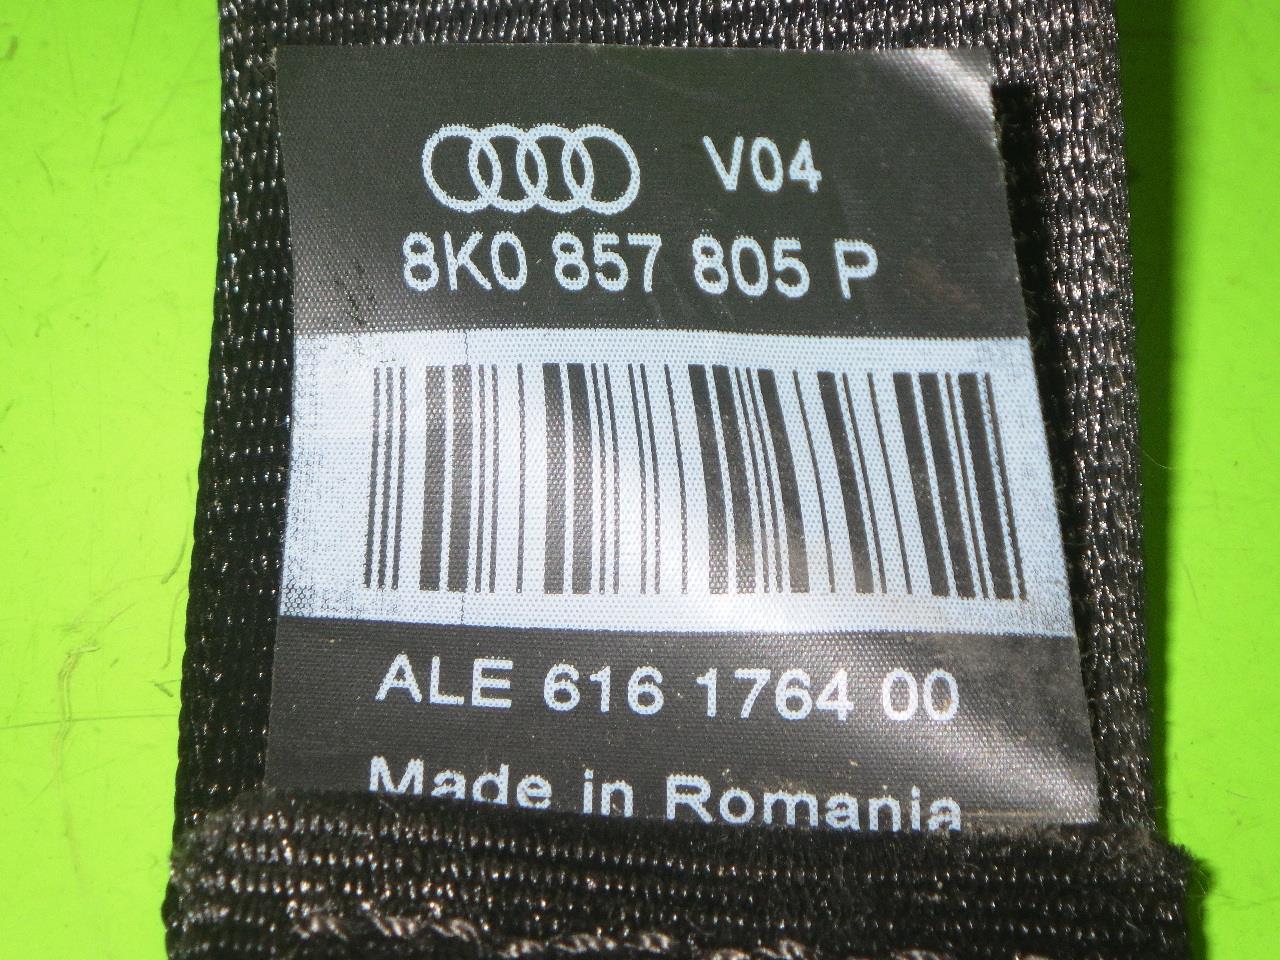 V04
8K0 857 805 P
ALE 616 1764 00
Made in Romania